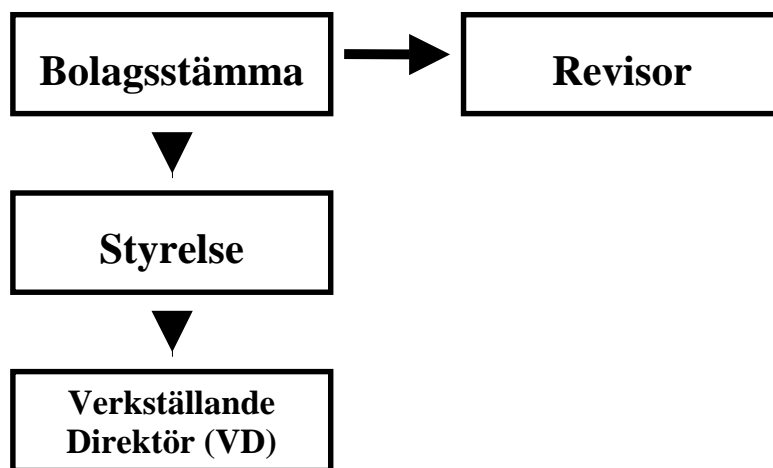 Bolagsstämma
Revisor
Styrelse
Verkställande
Direktör (VD)